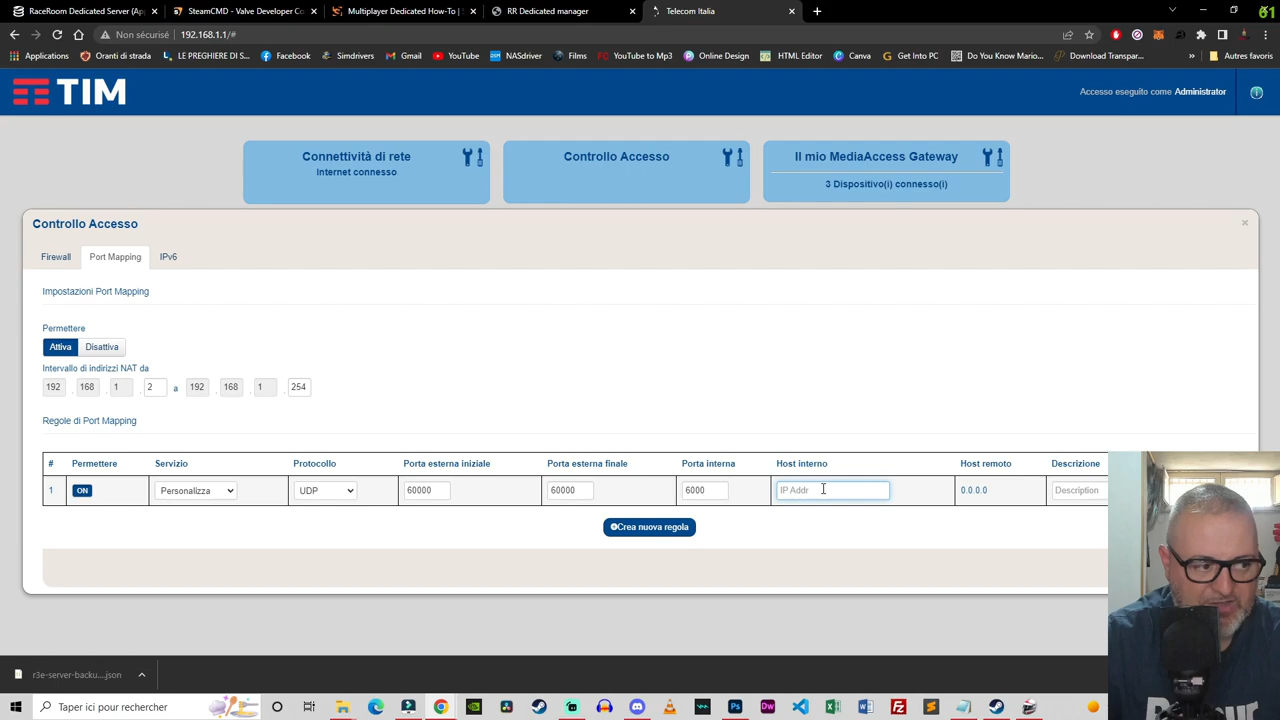 RaceRoom Dedicated Server (Ap
SteamCMD - Valve Developer Co
Multiplayer Dedicated How-To | S
RR Dedicated manager
Telecom Italia
61
Non sécurisé 192.168.1.1/#
Applications Oranti di strada LE PREGHIERE DI S... Facebook Simdrivers Gmail YouTube NASdriver Films YouTube to Mp3 Online Design HTML Editor Canva Get Into PC Do You Know Mario... Download Transpar... » Autres favoris
TIM
Accesso eseguito come Administrator
Connettività di rete
Internet connesso
Controllo Accesso
Il mio MediaAccess Gateway
3 Dispositivo(i) connesso(i)
Controllo Accesso
×
Firewall Port Mapping IPv6
Impostazioni Port Mapping
Permettere
Attiva Disattiva
Intervallo di indirizzi NAT da
192 . 168 . 1 . 2 a 192 . 168 . 1 . 254
Regole di Port Mapping
# Permettere Servizio Protocollo Porta esterna iniziale Porta esterna finale Porta interna Host interno Host remoto Descrizione
1 ON Personalizza UDP 60000 60000 6000 IP Addr 0.0.0.0 Description
Crea nuova regola
r3e-server-backu....json
Taper ici pour rechercher